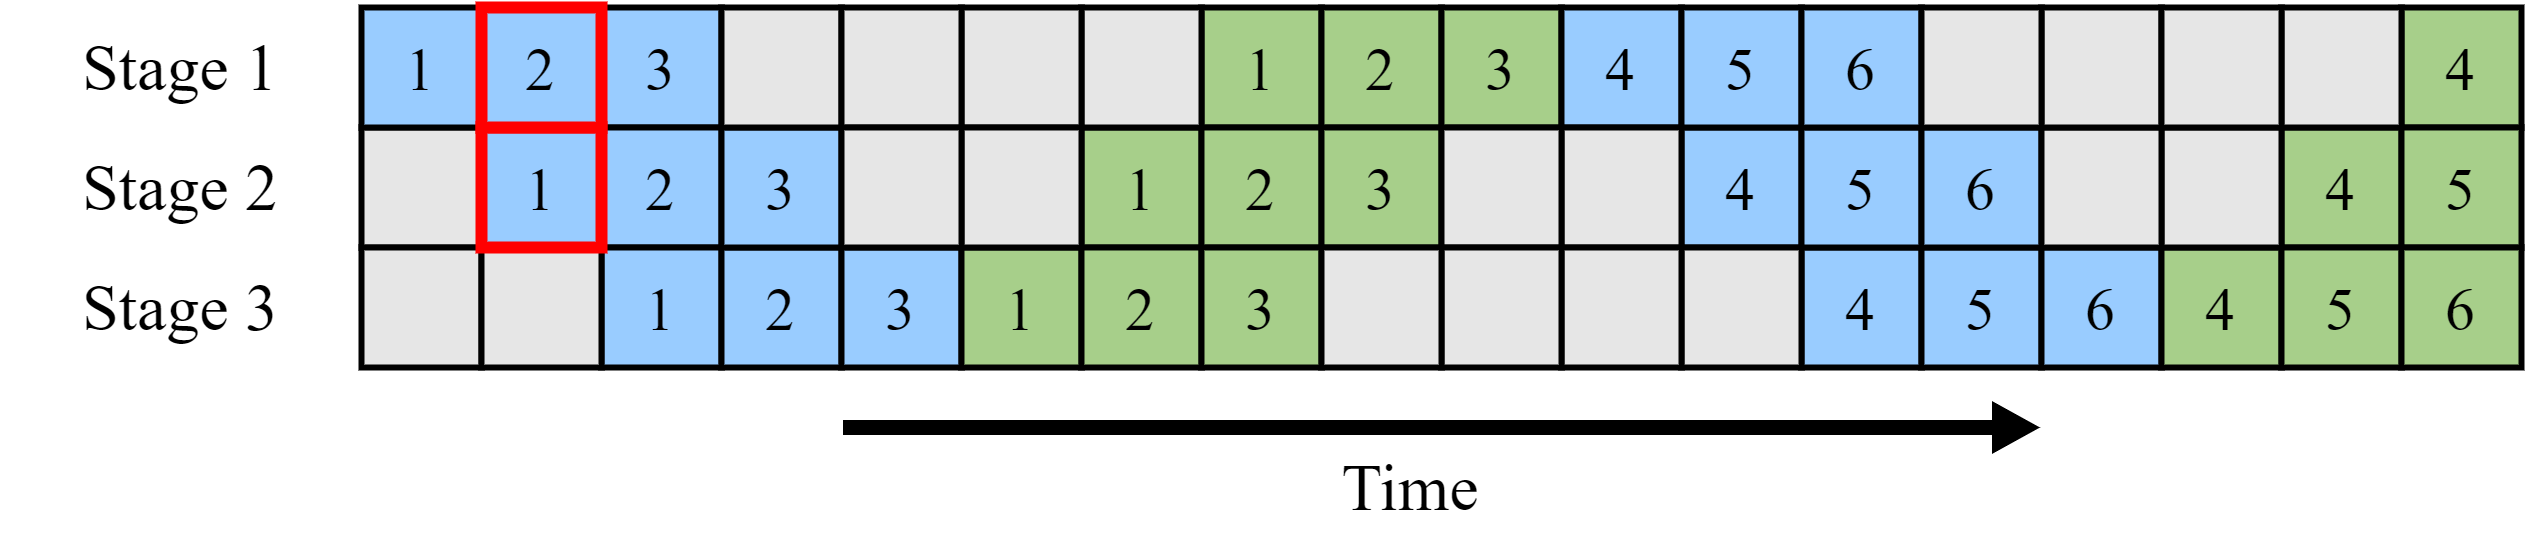 Stage 1 1 2 3 1 2 3 4 5 6 4
Stage 2 1 2 3 1 2 3 4 5 6 4 5
Stage 3 1 2 3 1 2 3 4 5 6 4 5 6
Time